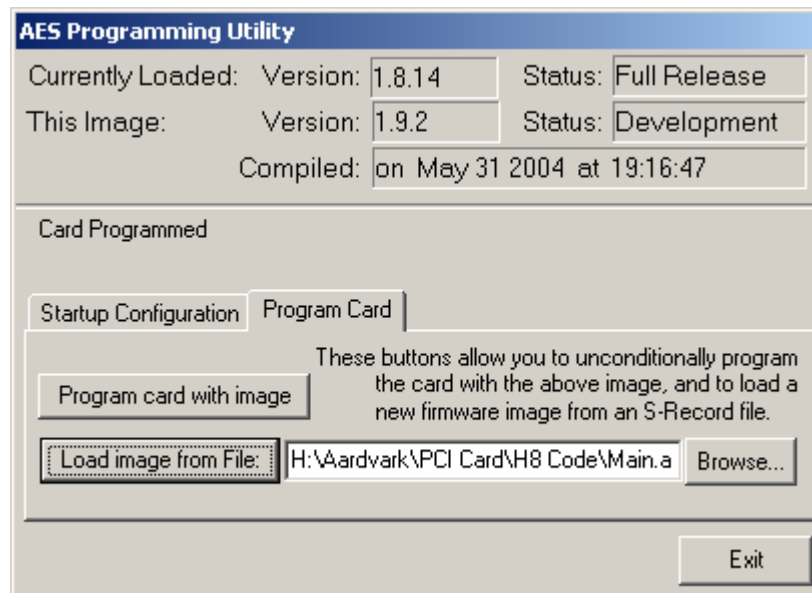 AES Programming Utility
Currently Loaded: Version: 1.8.14 Status: Full Release
This Image: Version: 1.9.2 Status: Development
Compiled: on May 31 2004 at 19:16:47
Card Programmed
Startup Configuration Program Card
These buttons allow you to unconditionally program
the card with the above image, and to load a
new firmware image from an S-Record file.
Program card with image
Load image from File: H:\Aardvark\PCI Card\H8 Code\Main.a Browse...
Exit